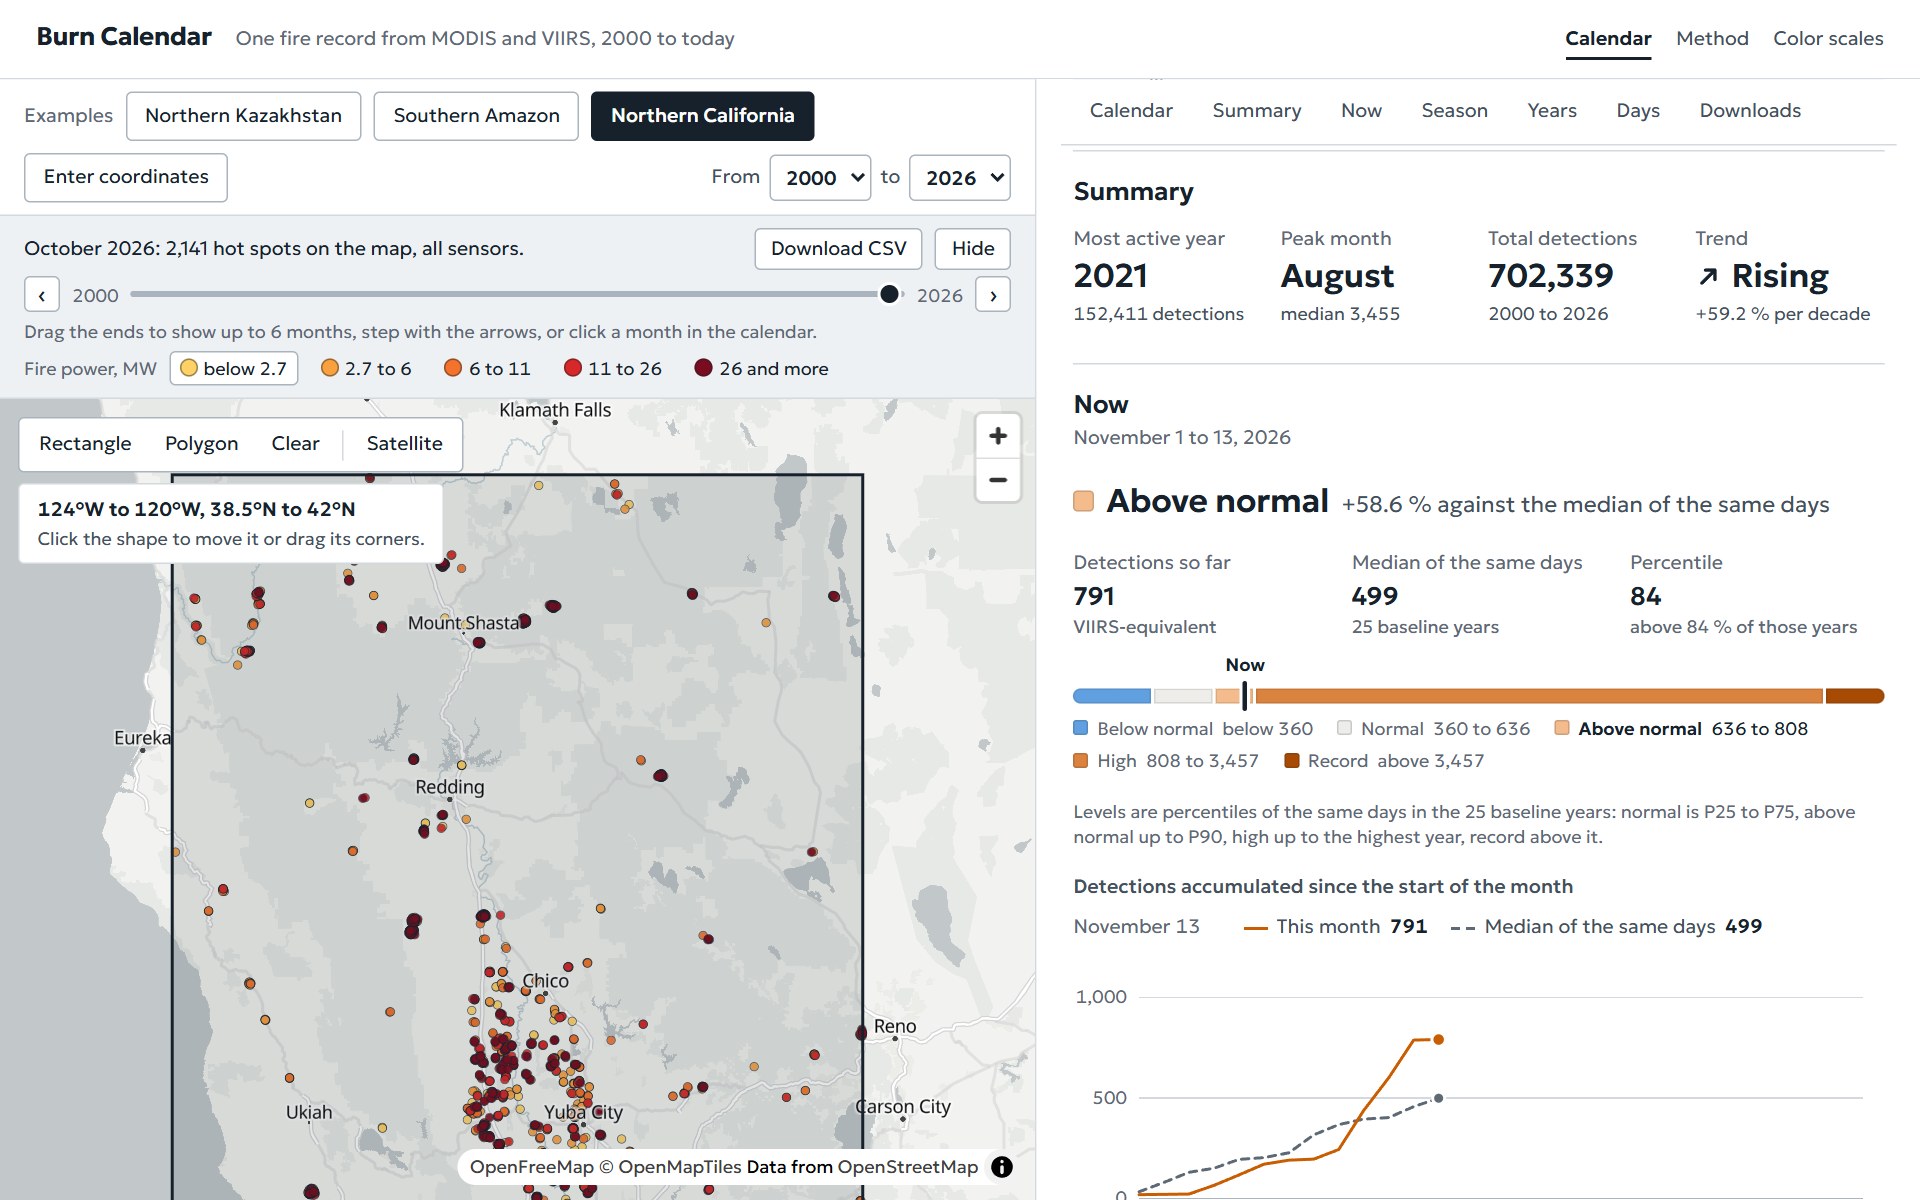 Burn Calendar
One fire record from MODIS and VIIRS, 2000 to today
Calendar
Method
Color scales
Examples
Northern Kazakhstan
Southern Amazon
Northern California
Enter coordinates
From
2000
to
2026
October 2026: 2,141 hot spots on the map, all sensors.
Download CSV
Hide
‹
2000
2026
›
Drag the ends to show up to 6 months, step with the arrows, or click a month in the calendar.
Fire power, MW
below 2.7
2.7 to 6
6 to 11
11 to 26
26 and more
Rectangle
Polygon
Clear
Satellite
+
−
124°W to 120°W, 38.5°N to 42°N
Click the shape to move it or drag its corners.
Klamath Falls
Mount Shasta
Eureka
Redding
Chico
Reno
Ukiah
Yuba City
Carson City
OpenFreeMap © OpenMapTiles Data from OpenStreetMap
Calendar
Summary
Now
Season
Years
Days
Downloads
Summary
Most active year
2021
152,411 detections
Peak month
August
median 3,455
Total detections
702,339
2000 to 2026
Trend
↗ Rising
+59.2 % per decade
Now
November 1 to 13, 2026
Above normal +58.6 % against the median of the same days
Detections so far
791
VIIRS-equivalent
Median of the same days
499
25 baseline years
Percentile
84
above 84 % of those years
Now
Below normal below 360
Normal 360 to 636
Above normal 636 to 808
High 808 to 3,457
Record above 3,457
Levels are percentiles of the same days in the 25 baseline years: normal is P25 to P75, above
normal up to P90, high up to the highest year, record above it.
Detections accumulated since the start of the month
November 13
This month 791
Median of the same days 499
1,000
500
0